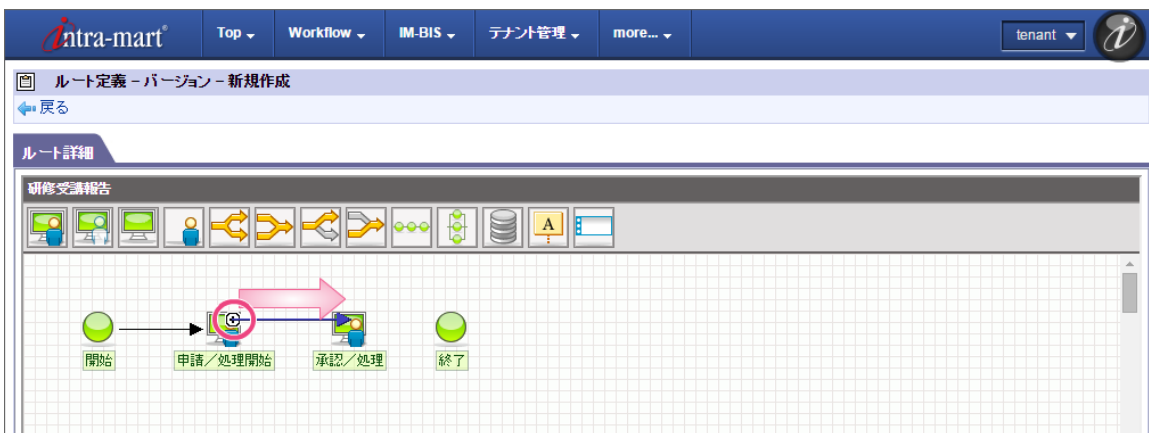 intra-mart® Top Workflow IM-BIS テナント管理 more... tenant
ルート定義 – バージョン – 新規作成
戻る
ルート詳細
研修受講報告
A
開始 申請／処理開始 承認／処理 終了